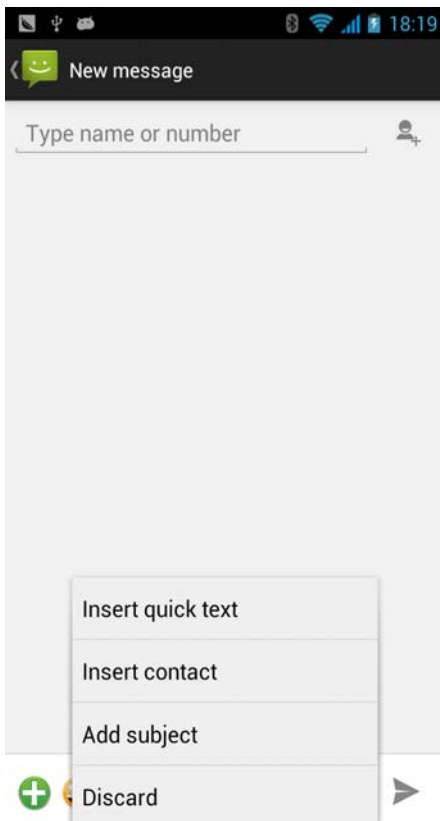 18:19
New message
Type name or number
Insert quick text
Insert contact
Add subject
Discard